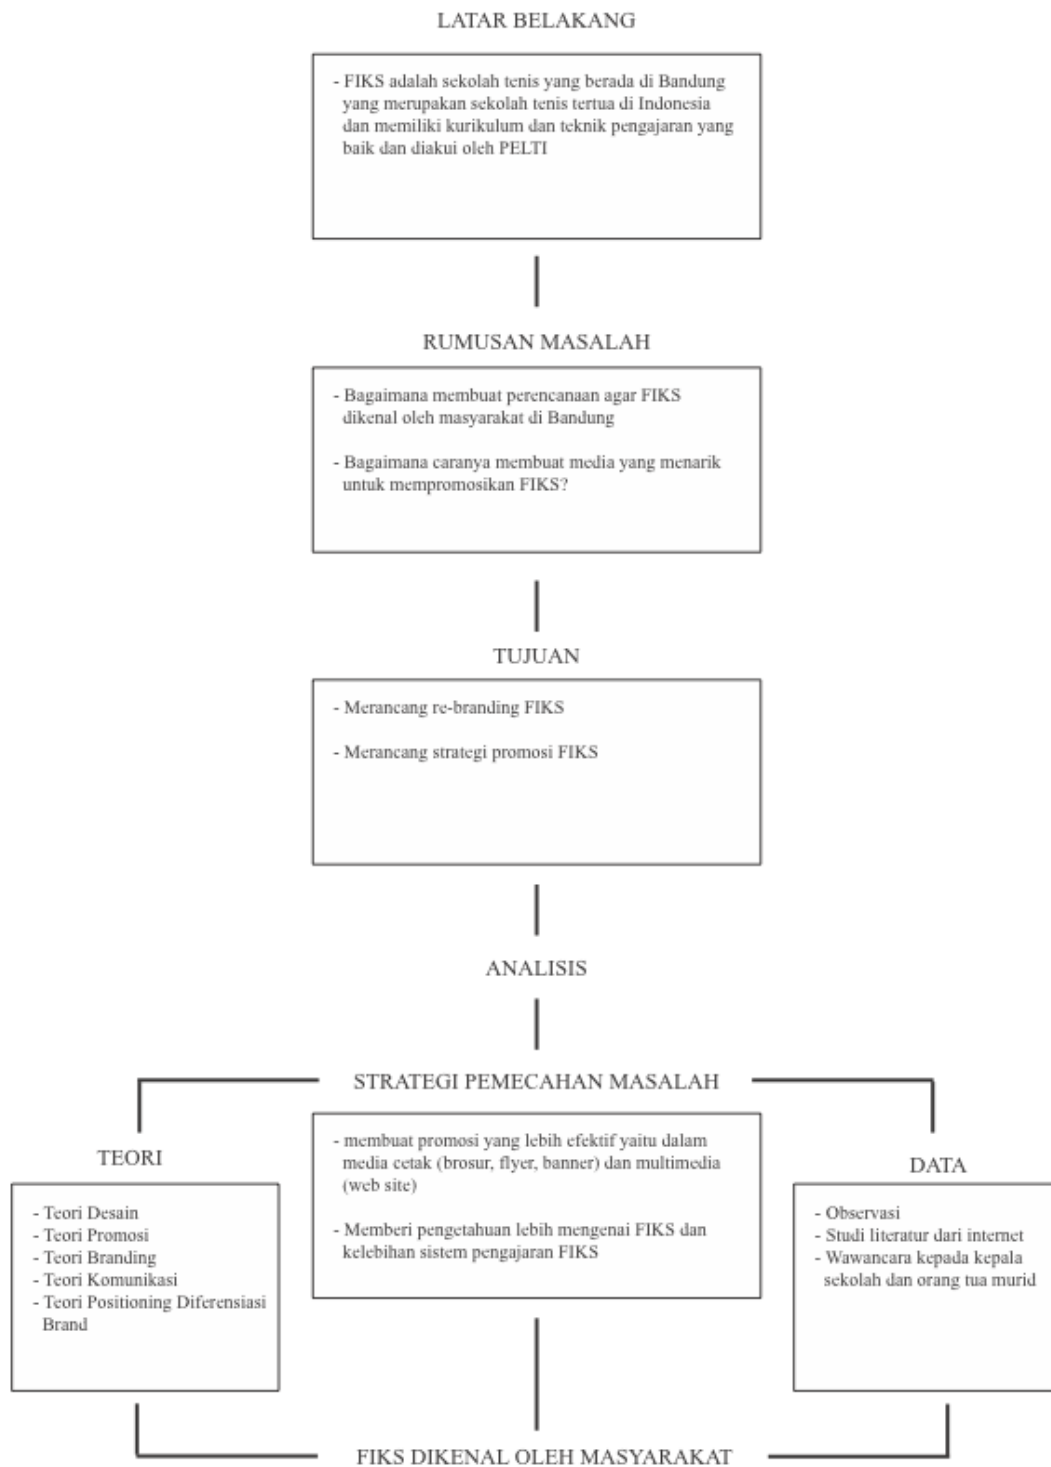 LATAR BELAKANG
- FIKS adalah sekolah tenis yang berada di Bandung
yang merupakan sekolah tenis tertua di Indonesia
dan memiliki kurikulum dan teknik pengajaran yang
baik dan diakui oleh PELTI
RUMUSAN MASALAH
- Bagaimana membuat perencanaan agar FIKS
dikenal oleh masyarakat di Bandung
- Bagaimana caranya membuat media yang menarik
untuk mempromosikan FIKS?
TUJUAN
- Merancang re-branding FIKS
- Merancang strategi promosi FIKS
ANALISIS
STRATEGI PEMECAHAN MASALAH
- membuat promosi yang lebih efektif yaitu dalam
media cetak (brosur, flyer, banner) dan multimedia
(web site)
- Memberi pengetahuan lebih mengenai FIKS dan
kelebihan sistem pengajaran FIKS
TEORI
- Teori Desain
- Teori Promosi
- Teori Branding
- Teori Komunikasi
- Teori Positioning Diferensiasi
Brand
DATA
- Observasi
- Studi literatur dari internet
- Wawancara kepada kepala
sekolah dan orang tua murid
FIKS DIKENAL OLEH MASYARAKAT